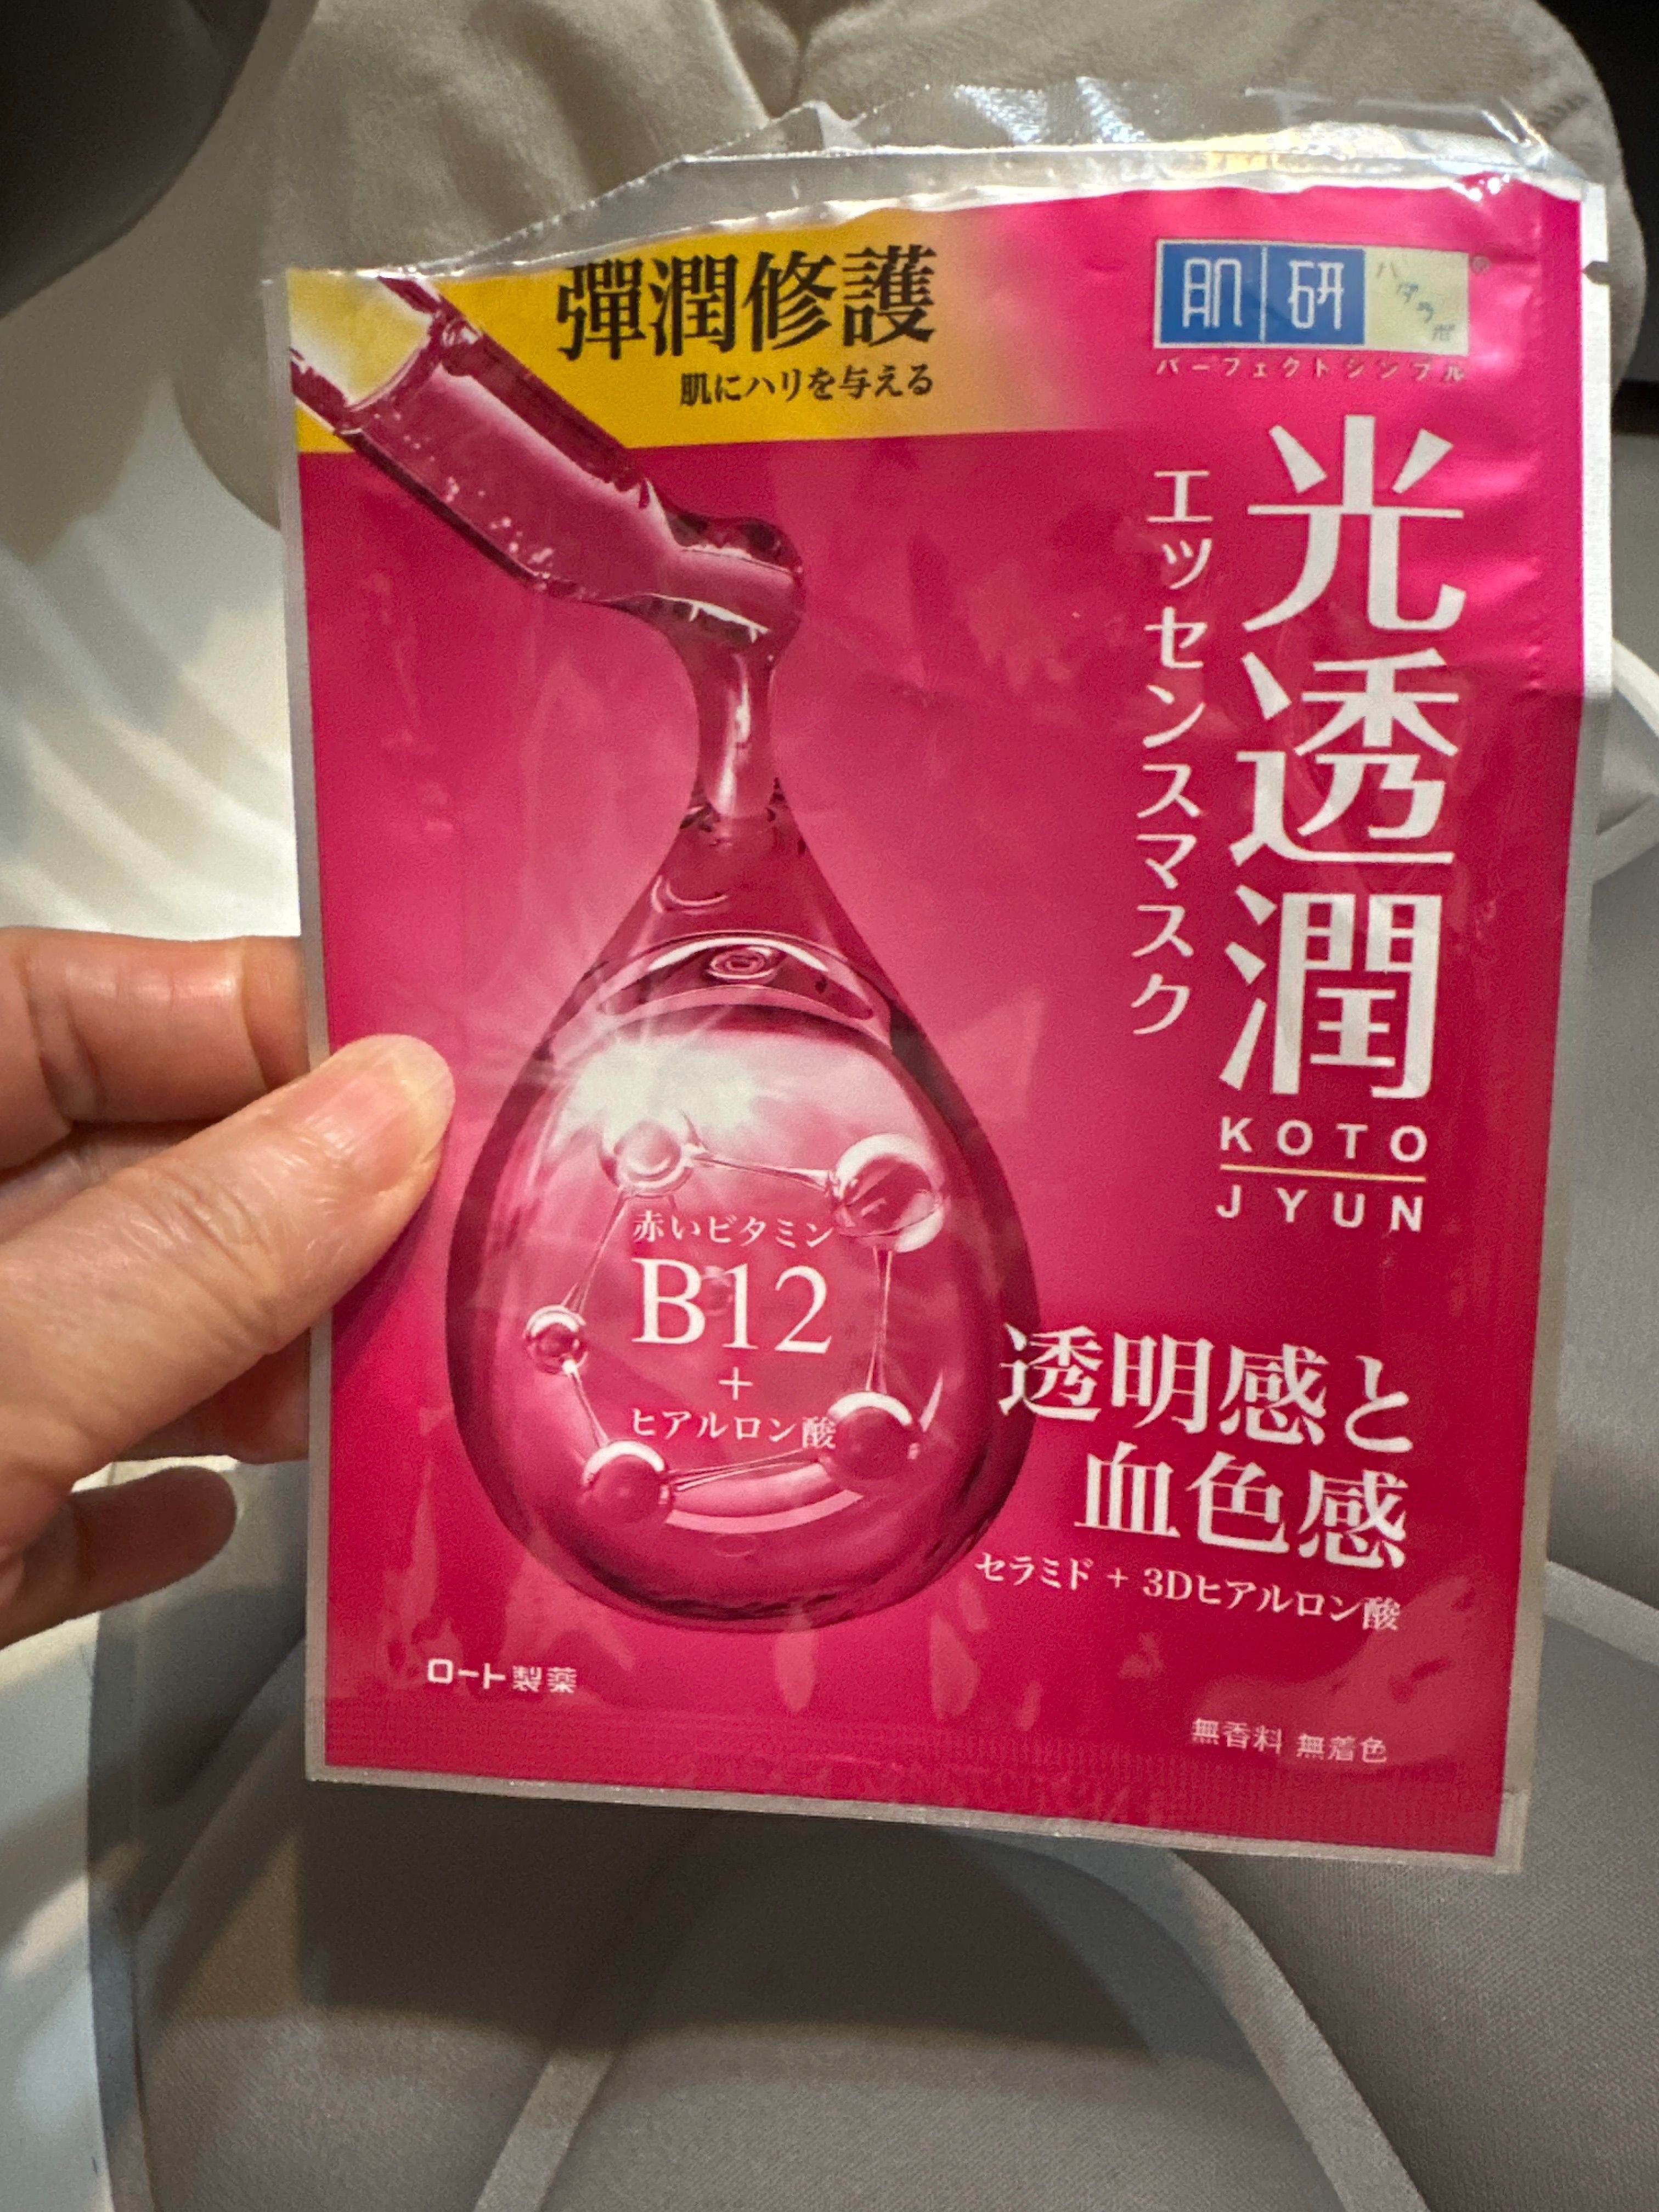 彈潤修護
肌にハリを与える
肌研 ハダラボ®
パーフェクトシンプル
光透潤
エッセンスマスク
KOTO
JYUN
赤いビタミン
B12
+
ヒアルロン酸
透明感と
血色感
セラミド + 3Dヒアルロン酸
ロート製薬
無香料 無着色